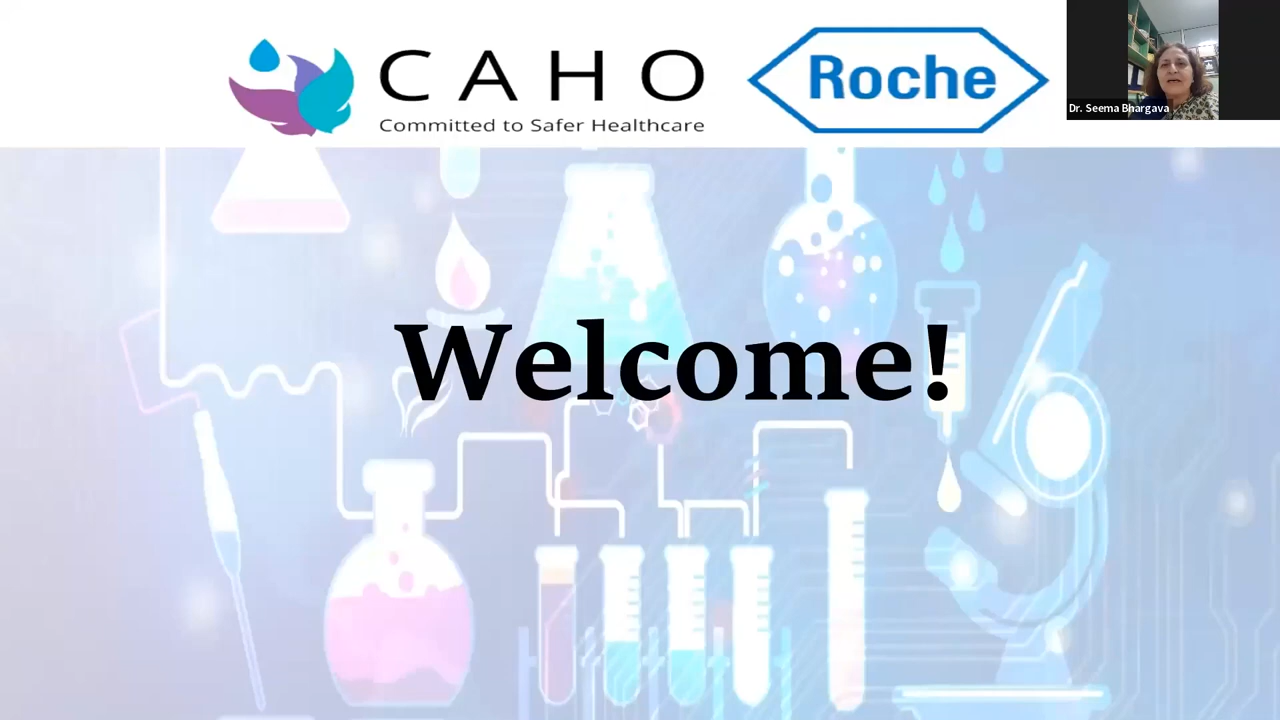 CAHO
Committed to Safer Healthcare
Roche
Dr. Seema Bhargava
Welcome!